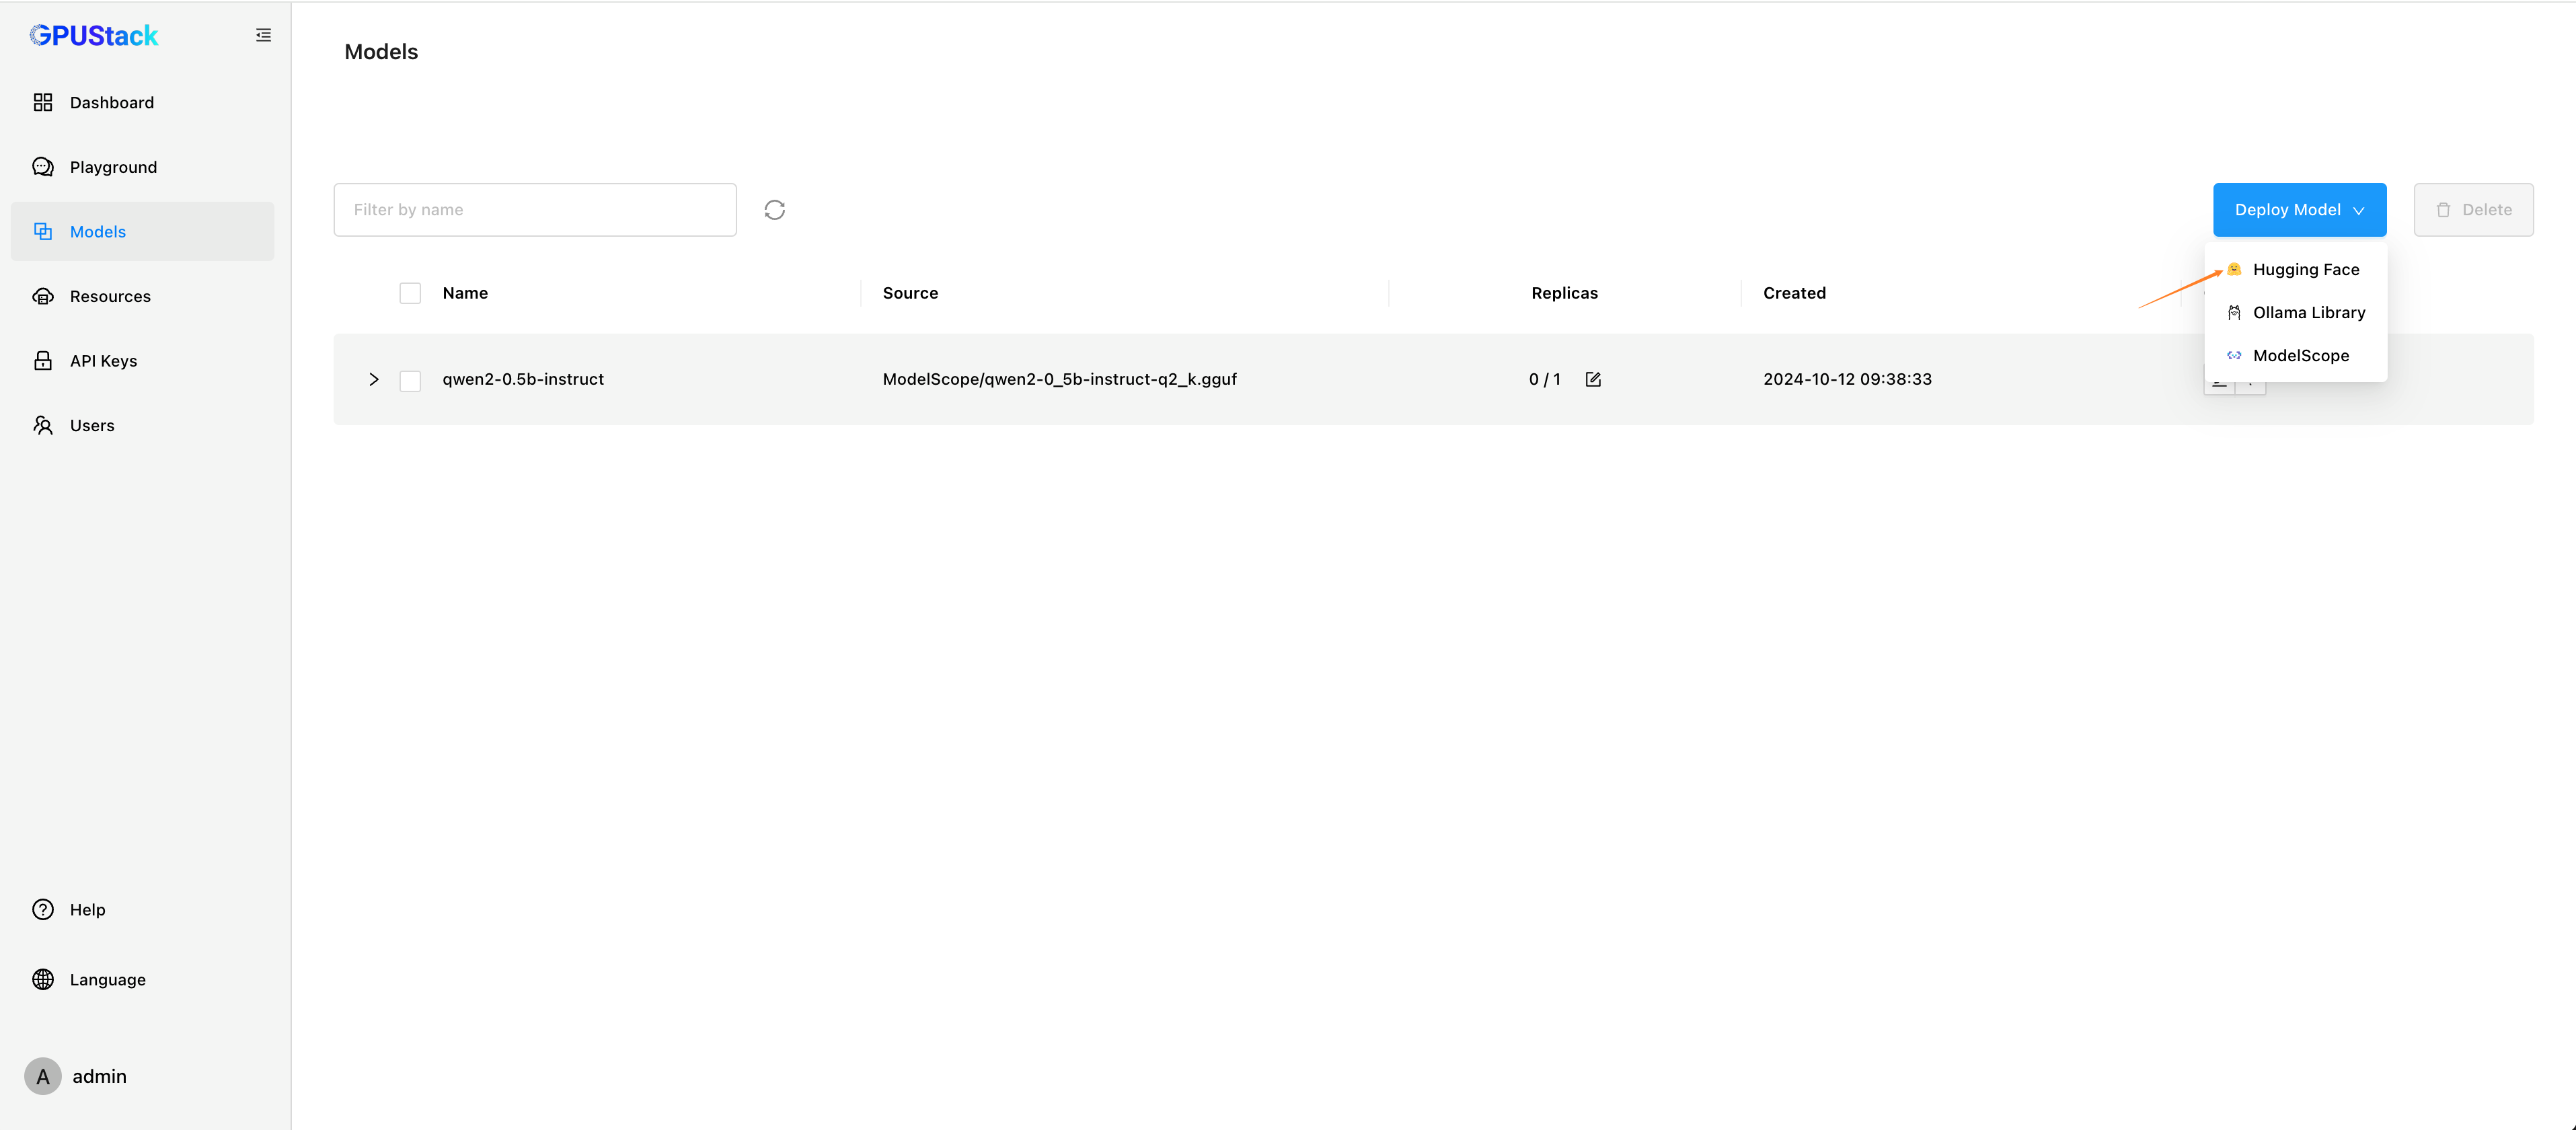 GPUStack
Dashboard
Playground
Models
Resources
API Keys
Users
Help
Language
A admin
Models
Filter by name
Deploy Model
Delete
Hugging Face
Ollama Library
ModelScope
Name Source Replicas Created
qwen2-0.5b-instruct ModelScope/qwen2-0_5b-instruct-q2_k.gguf 0 / 1 2024-10-12 09:38:33